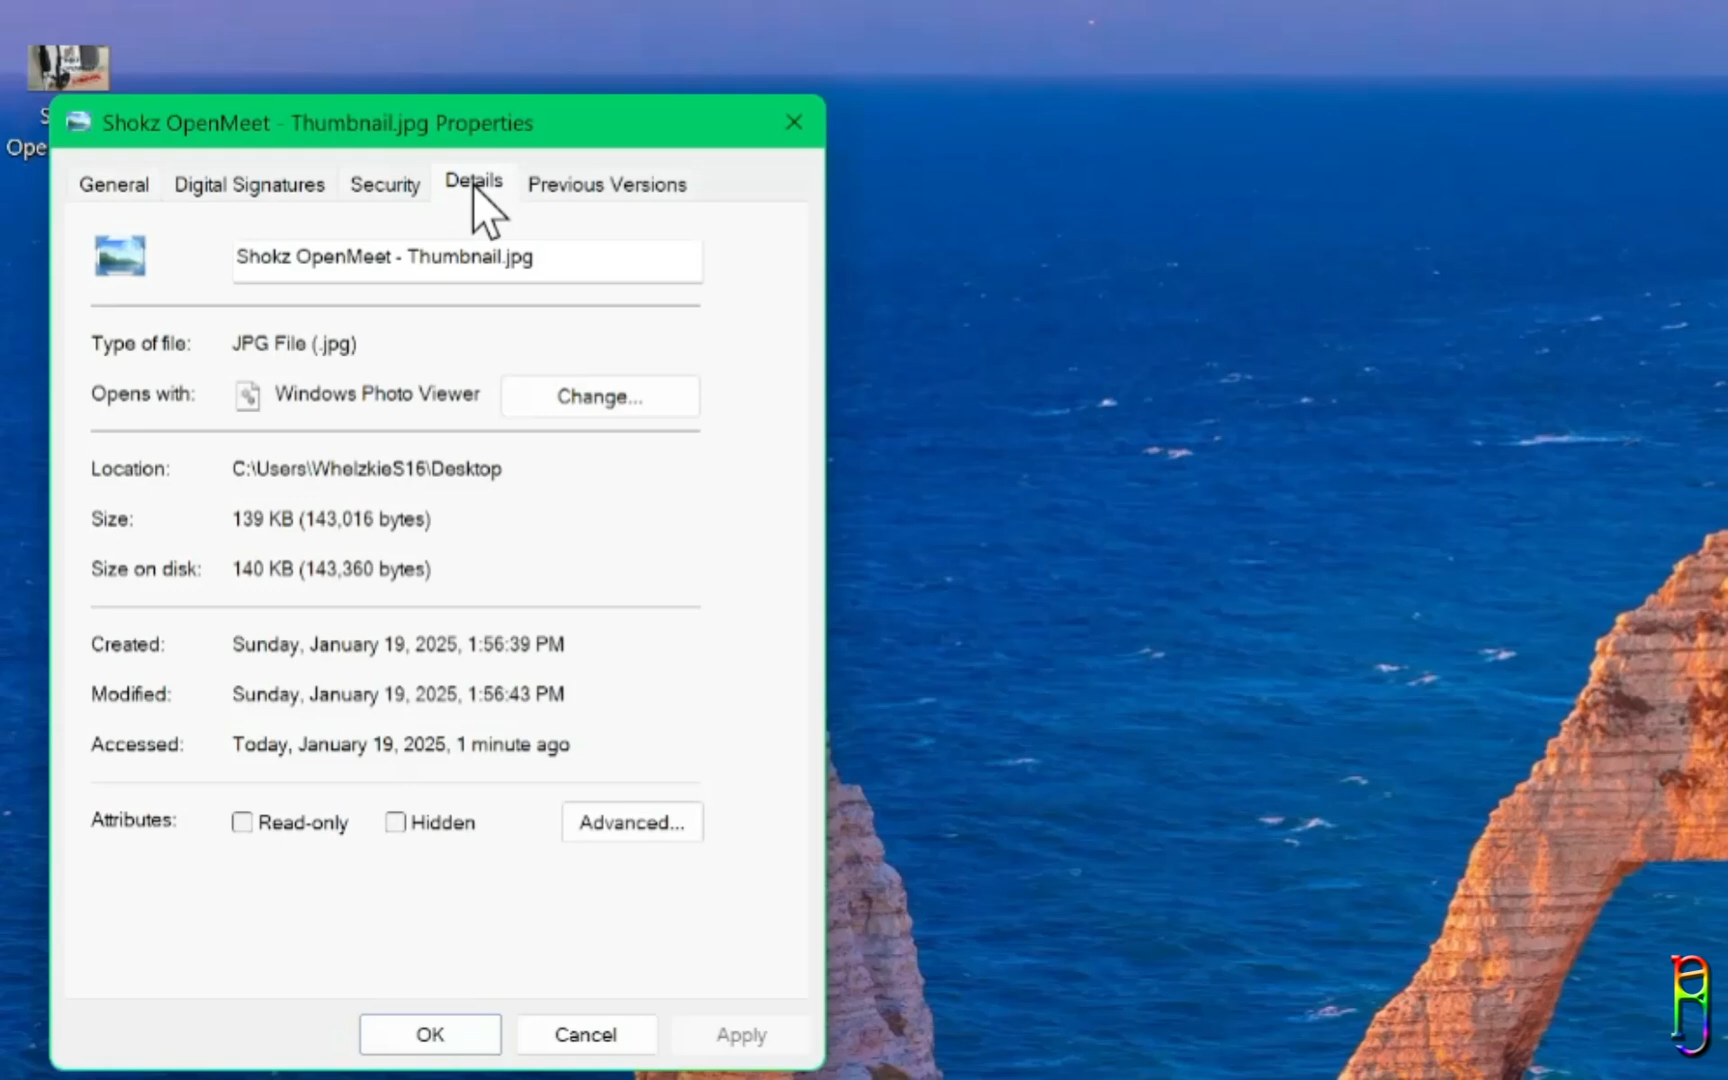 Ope
Shokz OpenMeet - Thumbnail.jpg Properties
General Digital Signatures Security Details Previous Versions
Shokz OpenMeet - Thumbnail.jpg
Type of file: JPG File (.jpg)
Opens with: Windows Photo Viewer Change...
Location: C:\Users\WhelzkieS16\Desktop
Size: 139 KB (143,016 bytes)
Size on disk: 140 KB (143,360 bytes)
Created: Sunday, January 19, 2025, 1:56:39 PM
Modified: Sunday, January 19, 2025, 1:56:43 PM
Accessed: Today, January 19, 2025, 1 minute ago
Attributes: Read-only Hidden Advanced...
OK Cancel Apply